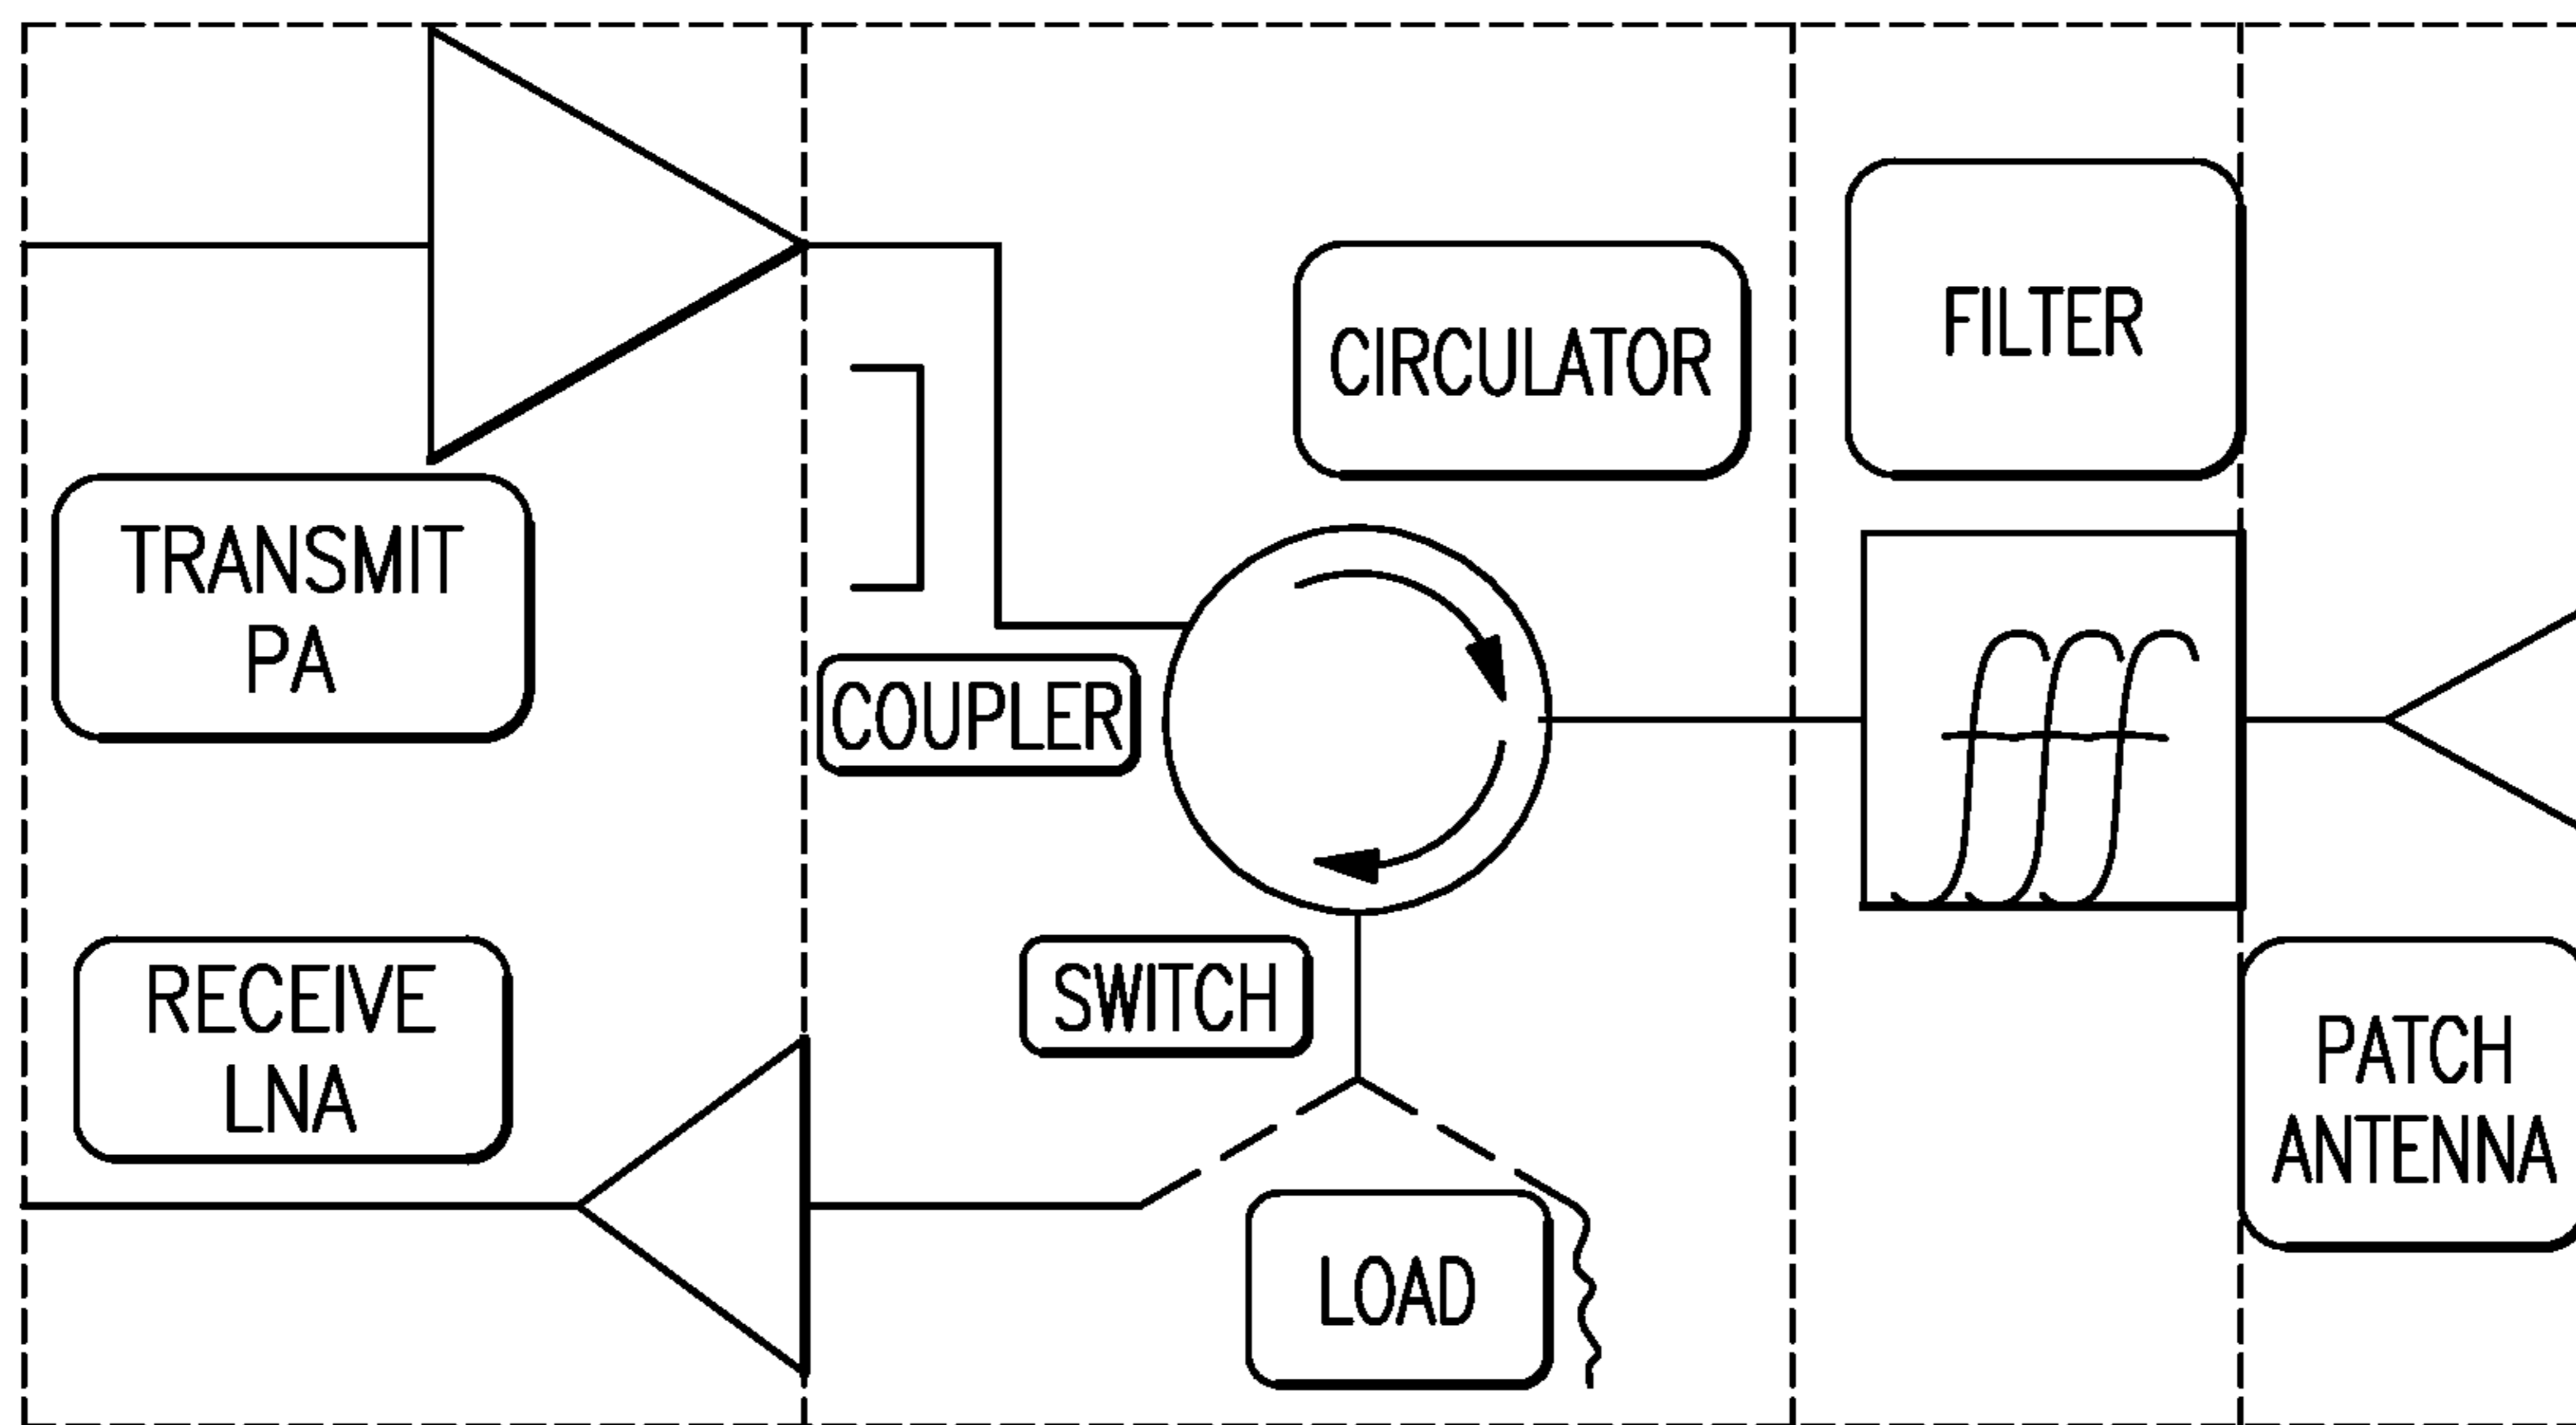 TRANSMIT
PA
COUPLER
CIRCULATOR
FILTER
RECEIVE
LNA
SWITCH
LOAD
PATCH
ANTENNA